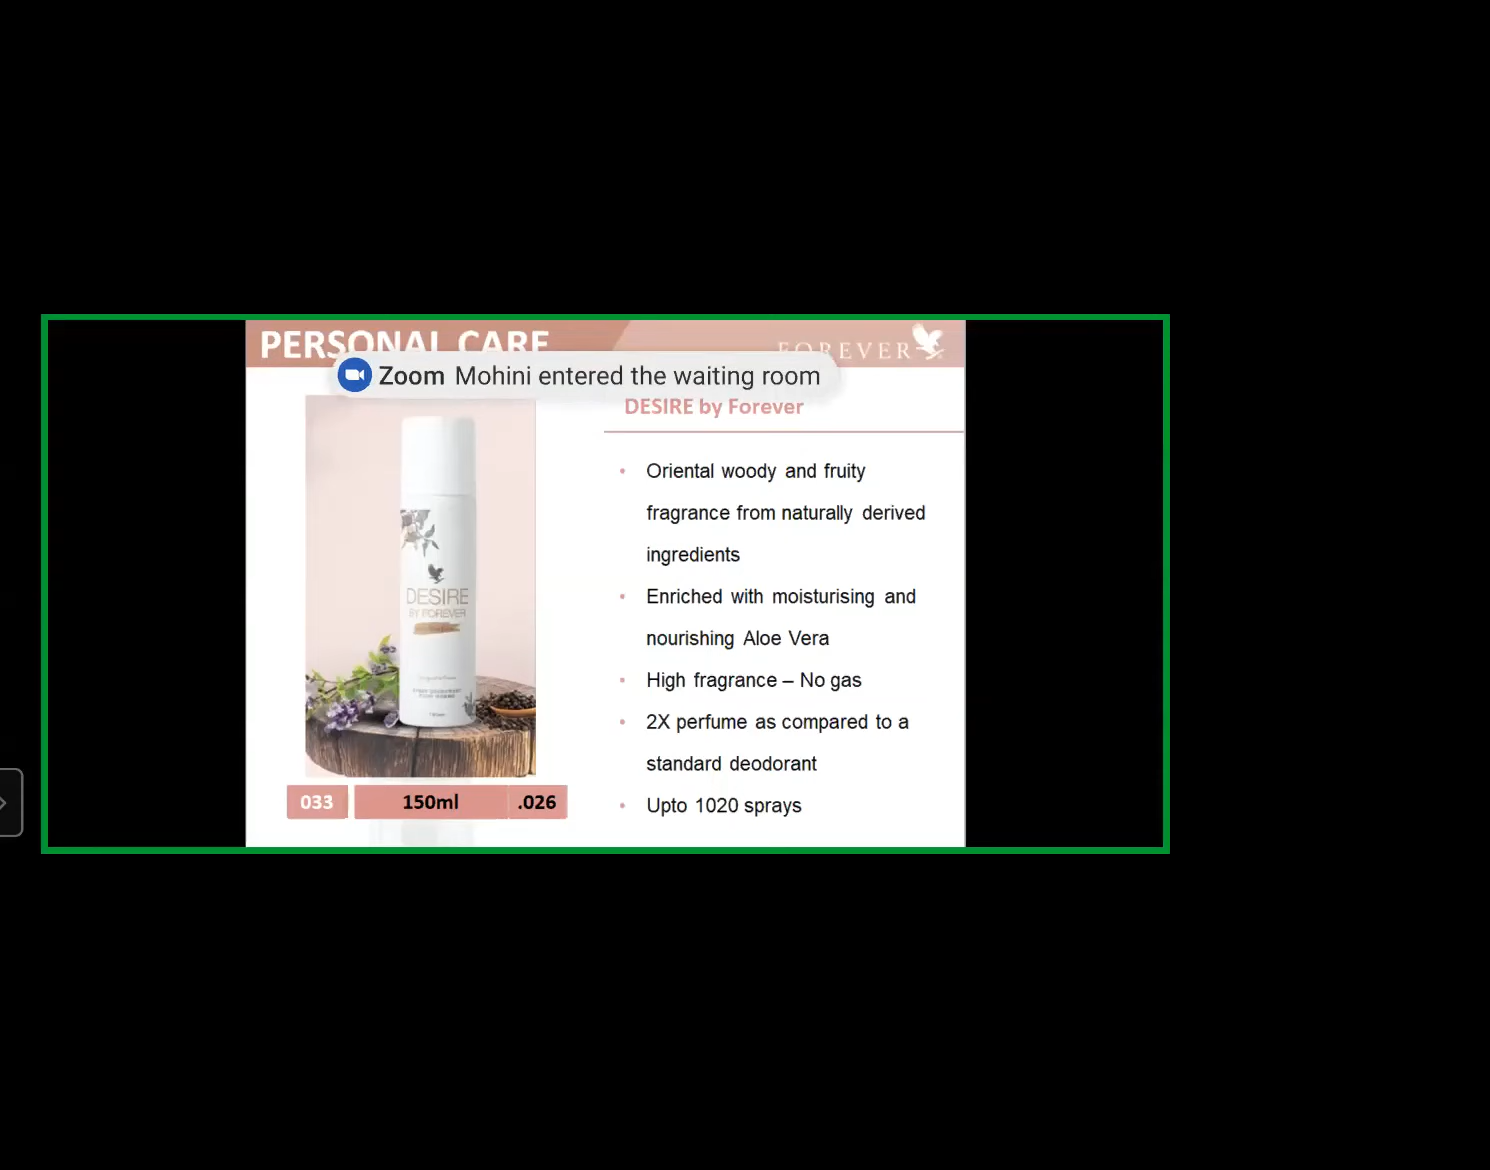 PERSONAL CARE
FOREVER
Zoom Mohini entered the waiting room
DESIRE by Forever
• Oriental woody and fruity
fragrance from naturally derived
ingredients
• Enriched with moisturising and
nourishing Aloe Vera
• High fragrance – No gas
• 2X perfume as compared to a
standard deodorant
• Upto 1020 sprays
DESIRE
BY FOREVER
033 150ml .026